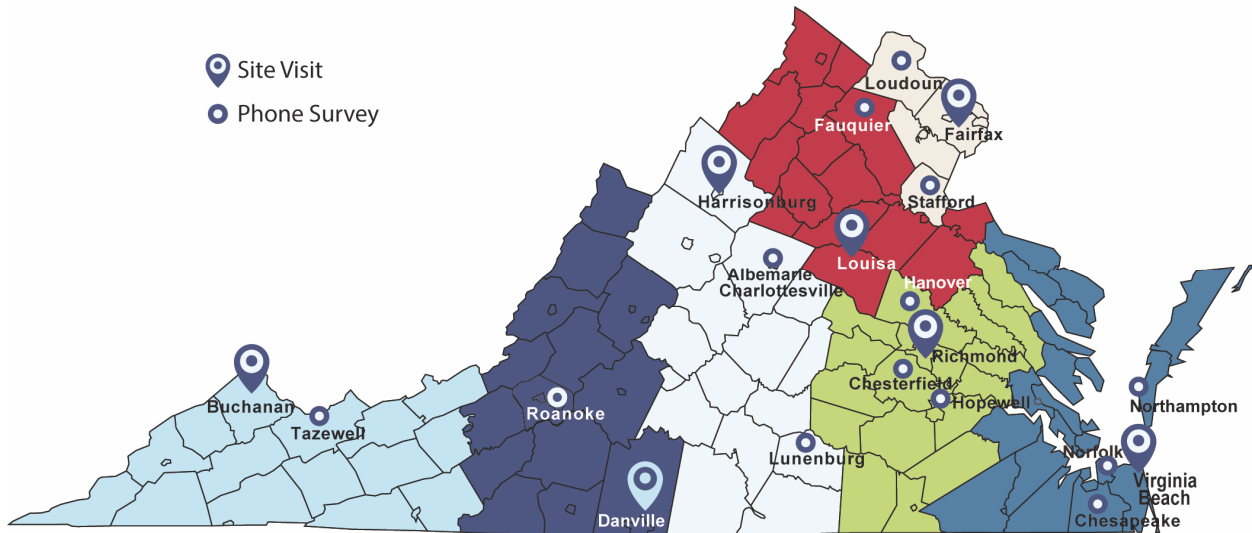 Site Visit
Phone Survey
Loudoun
Fauquier
Fairfax
Harrisonburg
Stafford
Louisa
Albemarle
Charlottesville
Hanover
Richmond
Buchanan
Tazewell
Roanoke
Chesterfield
Hopewell
Northampton
Lunenburg
Norfolk
Virginia
Beach
Danville
Chesapeake